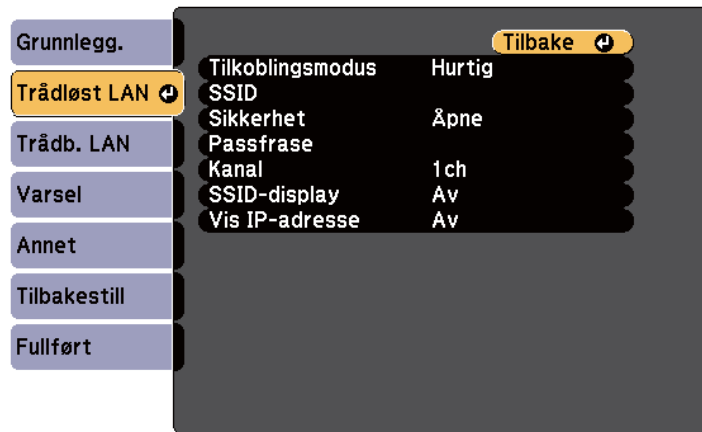 Grunnlegg.
Trådløst LAN
Trådb. LAN
Varsel
Annet
Tilbakestill
Fullført
Tilbake
Tilkoblingsmodus Hurtig
SSID
Sikkerhet Åpne
Passfrase
Kanal 1ch
SSID-display Av
Vis IP-adresse Av